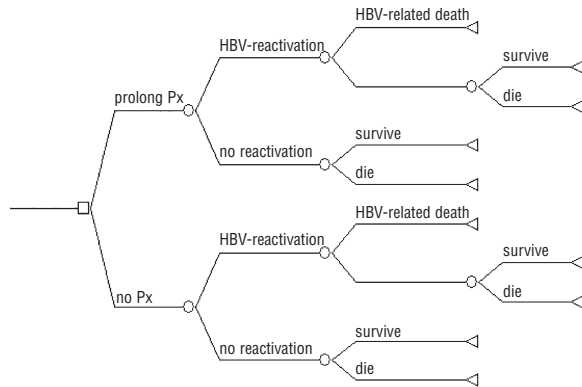 HBV-related death
HBV-reactivation
survive
prolong Px
die
survive
no reactivation
die
HBV-related death
HBV-reactivation
survive
no Px
die
survive
no reactivation
die